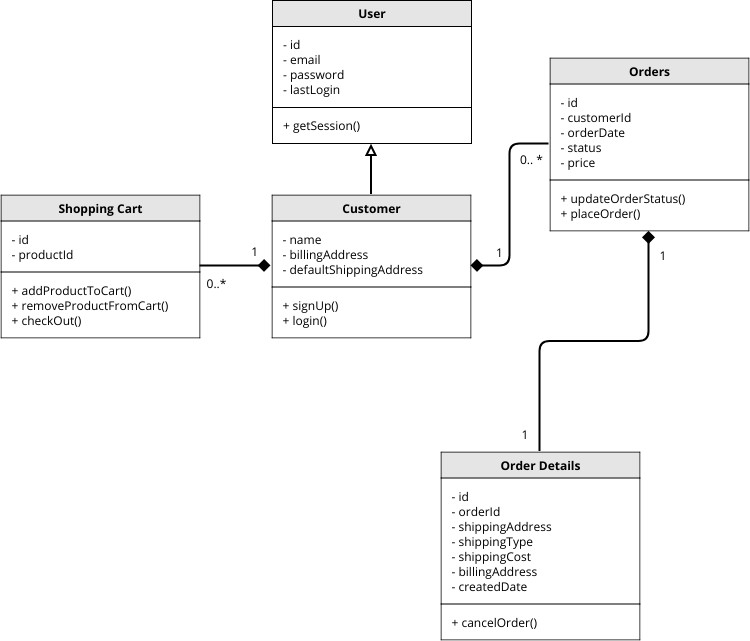 User
- id
- email
- password
- lastLogin
+ getSession()
Orders
- id
- customerId
- orderDate
- status
- price
+ updateOrderStatus()
+ placeOrder()
0.. *
Shopping Cart
- id
- productId
+ addProductToCart()
+ removeProductFromCart()
+ checkOut()
1
0..*
Customer
- name
- billingAddress
- defaultShippingAddress
+ signUp()
+ login()
1
1
1
Order Details
- id
- orderId
- shippingAddress
- shippingType
- shippingCost
- billingAddress
- createdDate
+ cancelOrder()